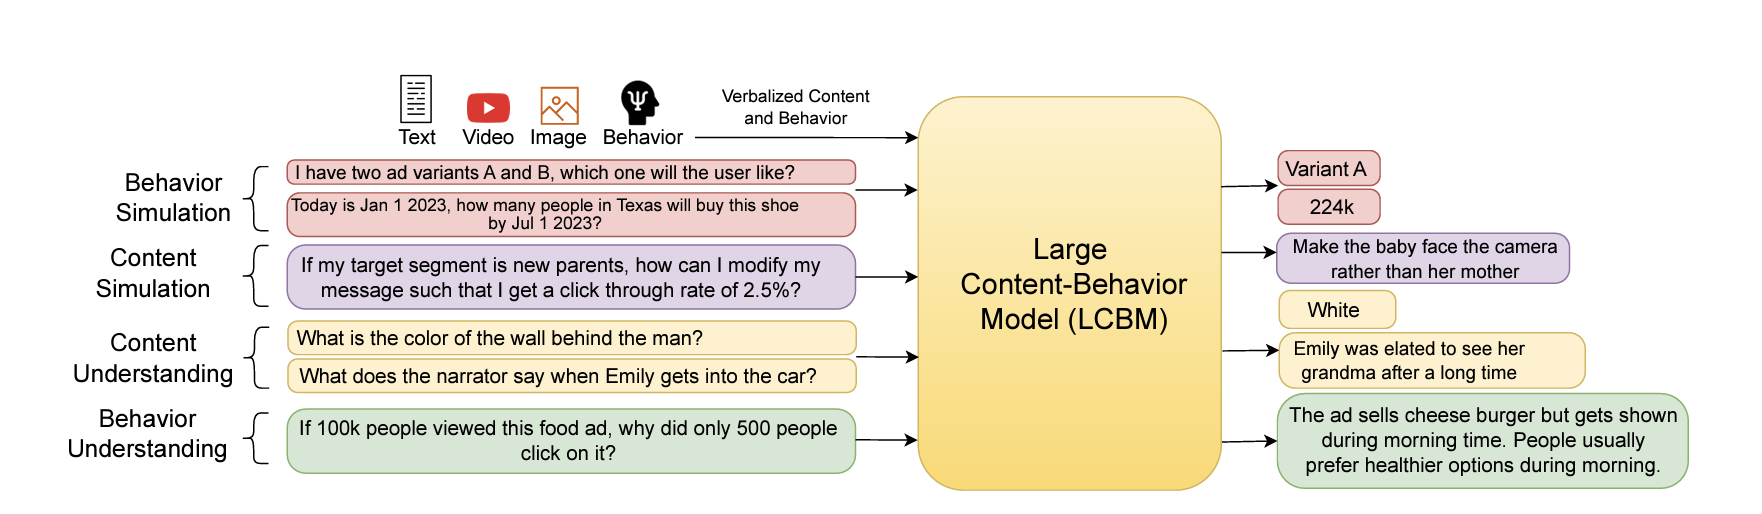 Text
Video
Image
Behavior
Verbalized Content
and Behavior
Behavior
Simulation
I have two ad variants A and B, which one will the user like?
Today is Jan 1 2023, how many people in Texas will buy this shoe
by Jul 1 2023?
Content
Simulation
If my target segment is new parents, how can I modify my
message such that I get a click through rate of 2.5%?
Content
Understanding
What is the color of the wall behind the man?
What does the narrator say when Emily gets into the car?
Behavior
Understanding
If 100k people viewed this food ad, why did only 500 people
click on it?
Large
Content-Behavior
Model (LCBM)
Variant A
224k
Make the baby face the camera
rather than her mother
White
Emily was elated to see her
grandma after a long time
The ad sells cheese burger but gets shown
during morning time. People usually
prefer healthier options during morning.